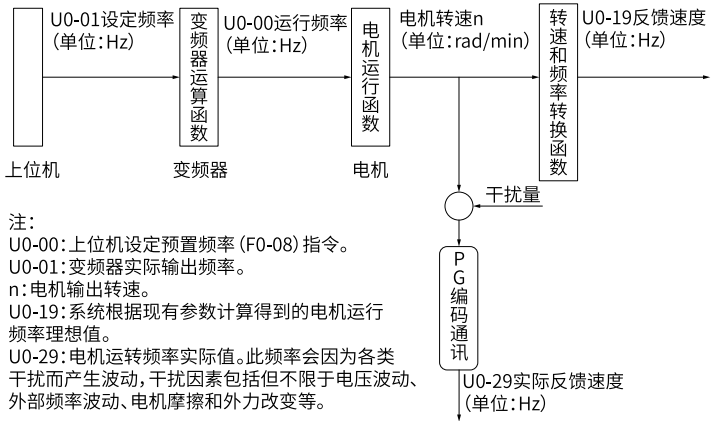 U0-01设定频率
(单位:Hz)
变频器运算函数
U0-00运行频率
(单位:Hz)
电机运行函数
电机转速n
(单位:rad/min)
转速和频率转换函数
U0-19反馈速度
(单位:Hz)
上位机
变频器
电机
干扰量
PG编码通讯
U0-29实际反馈速度
(单位:Hz)
注:
U0-00:上位机设定预置频率(F0-08)指令。
U0-01:变频器实际输出频率。
n:电机输出转速。
U0-19:系统根据现有参数计算得到的电机运行
频率理想值。
U0-29:电机运转频率实际值。此频率会因为各类
干扰而产生波动,干扰因素包括但不限于电压波动、
外部频率波动、电机摩擦和外力改变等。